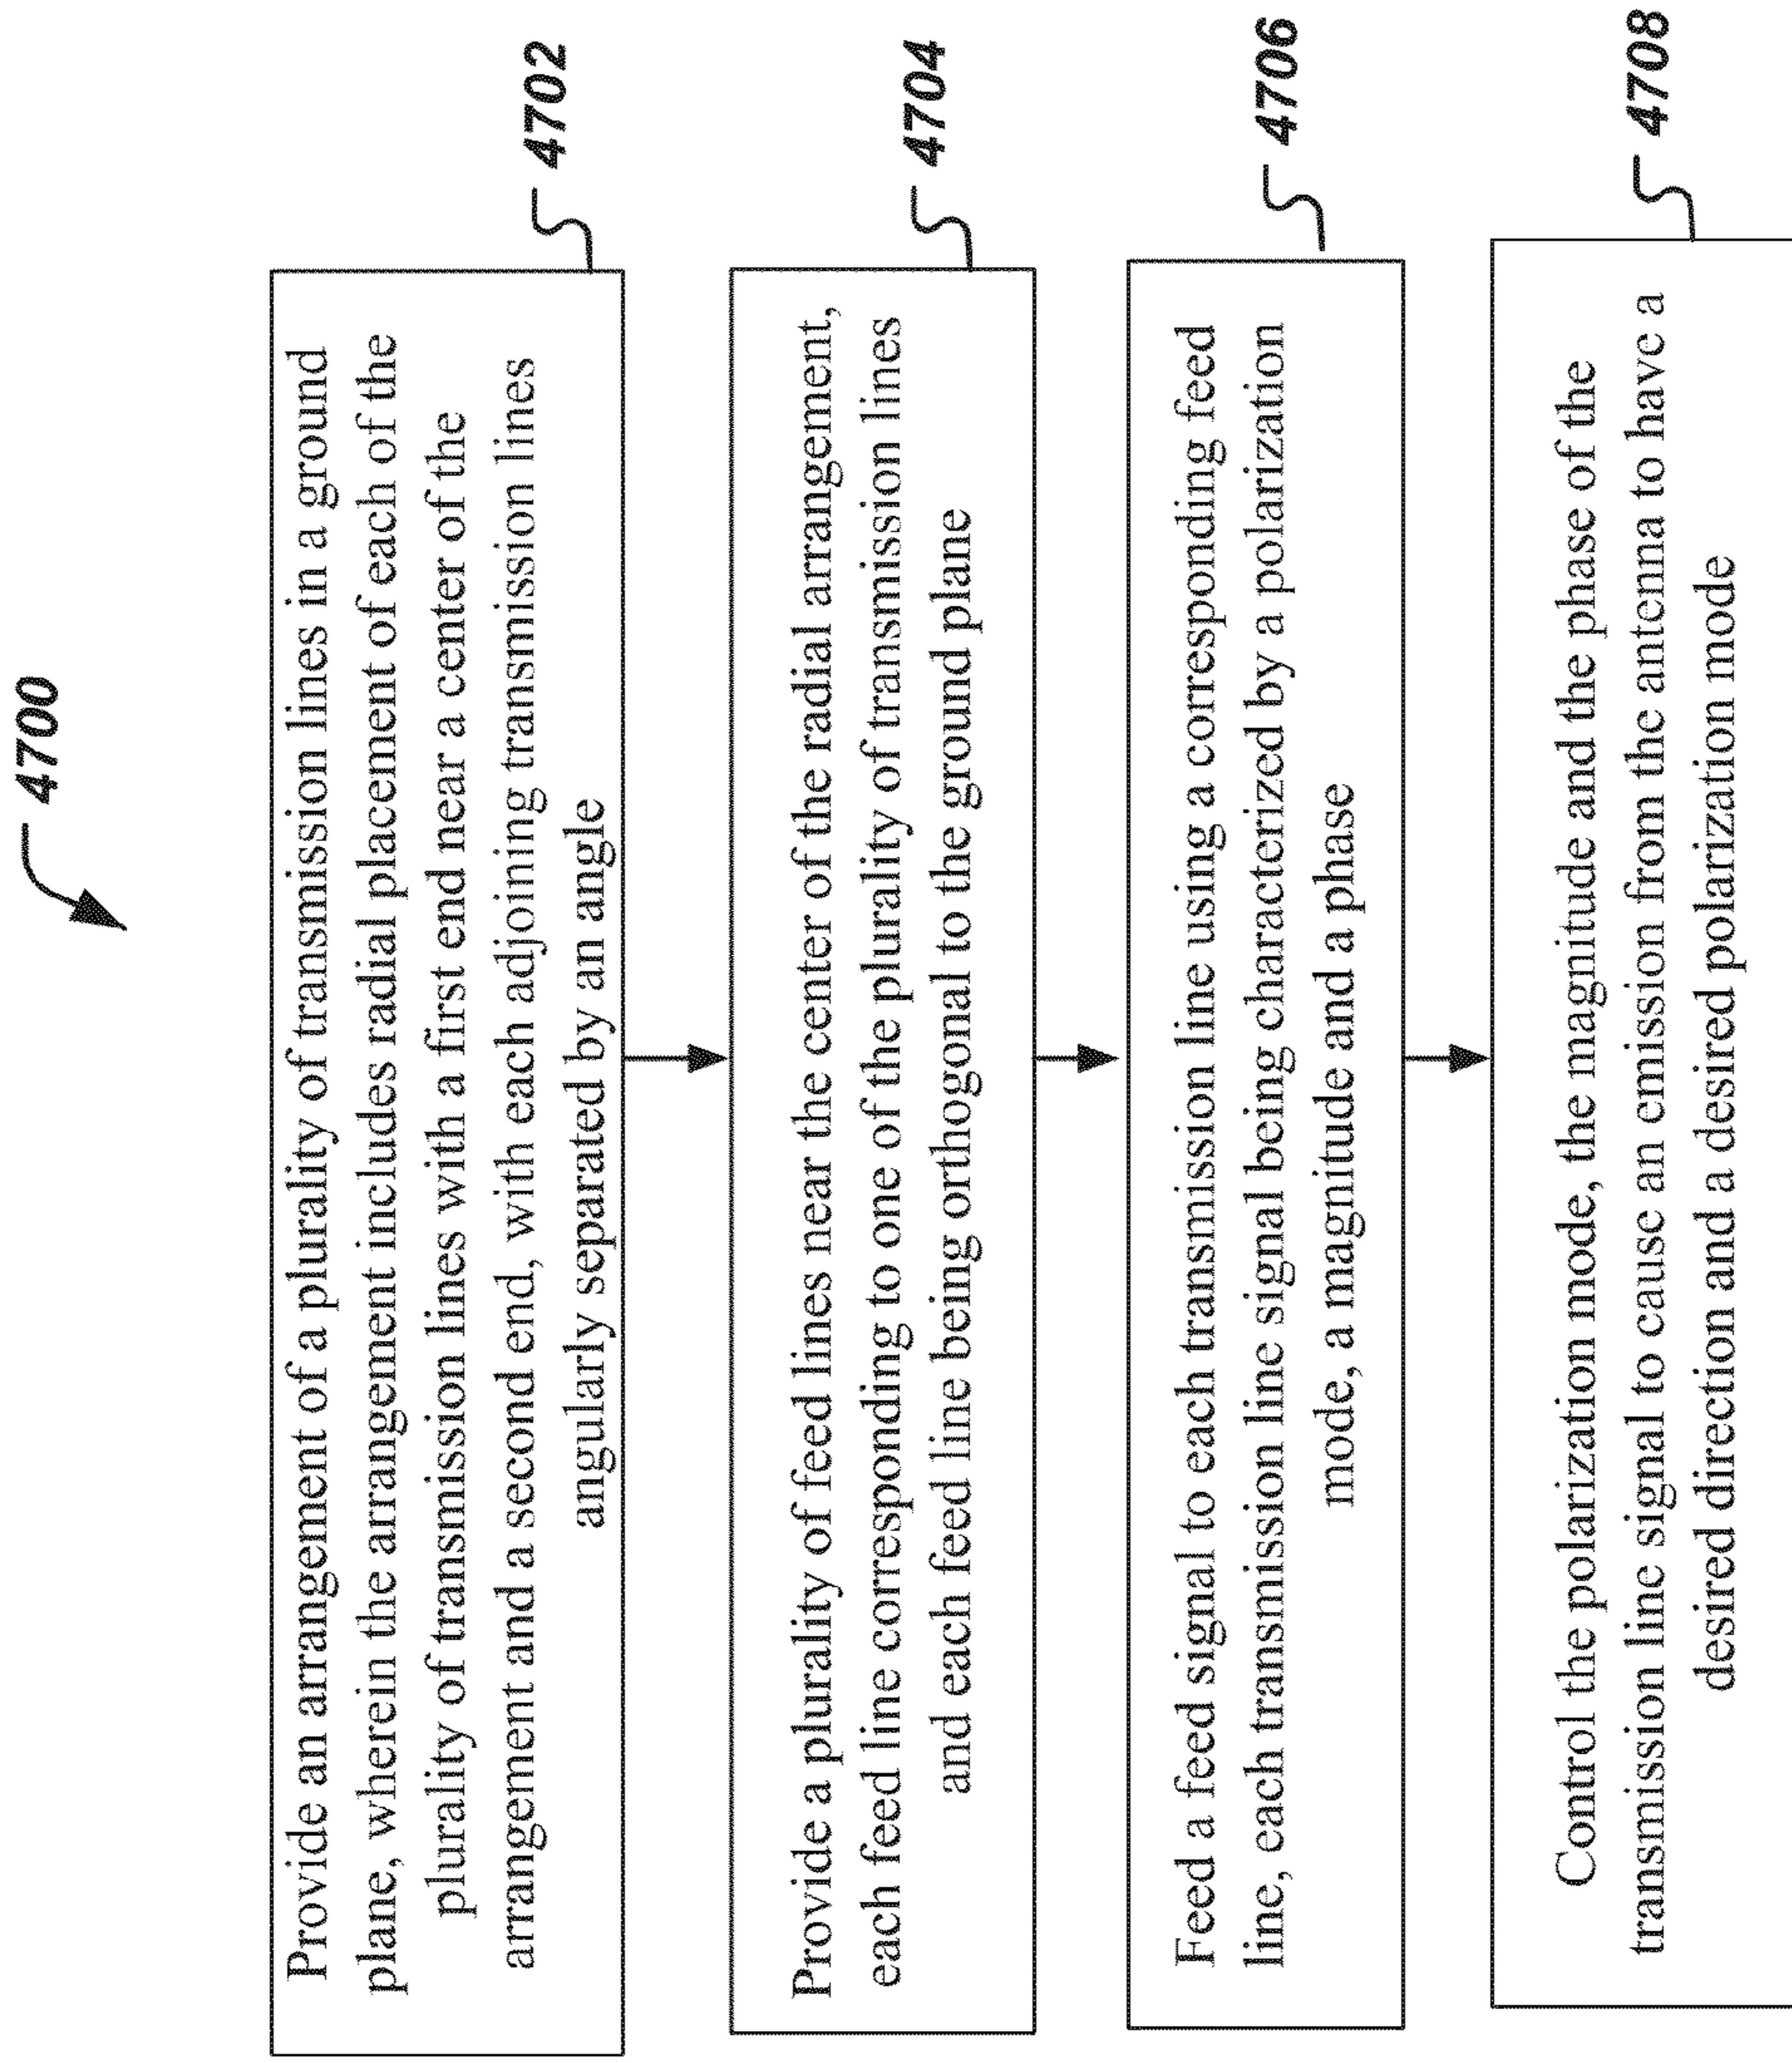 4700
Provide an arrangement of a plurality of transmission lines in a ground
plane, wherein the arrangement includes radial placement of each of the
plurality of transmission lines with a first end near a center of the
arrangement and a second end, with each adjoining transmission lines
angularly separated by an angle
4702
Provide a plurality of feed lines near the center of the radial arrangement,
each feed line corresponding to one of the plurality of transmission lines
and each feed line being orthogonal to the ground plane
4704
Feed a feed signal to each transmission line using a corresponding feed
line, each transmission line signal being characterized by a polarization
mode, a magnitude and a phase
4706
Control the polarization mode, the magnitude and the phase of the
transmission line signal to cause an emission from the antenna to have a
desired direction and a desired polarization mode
4708